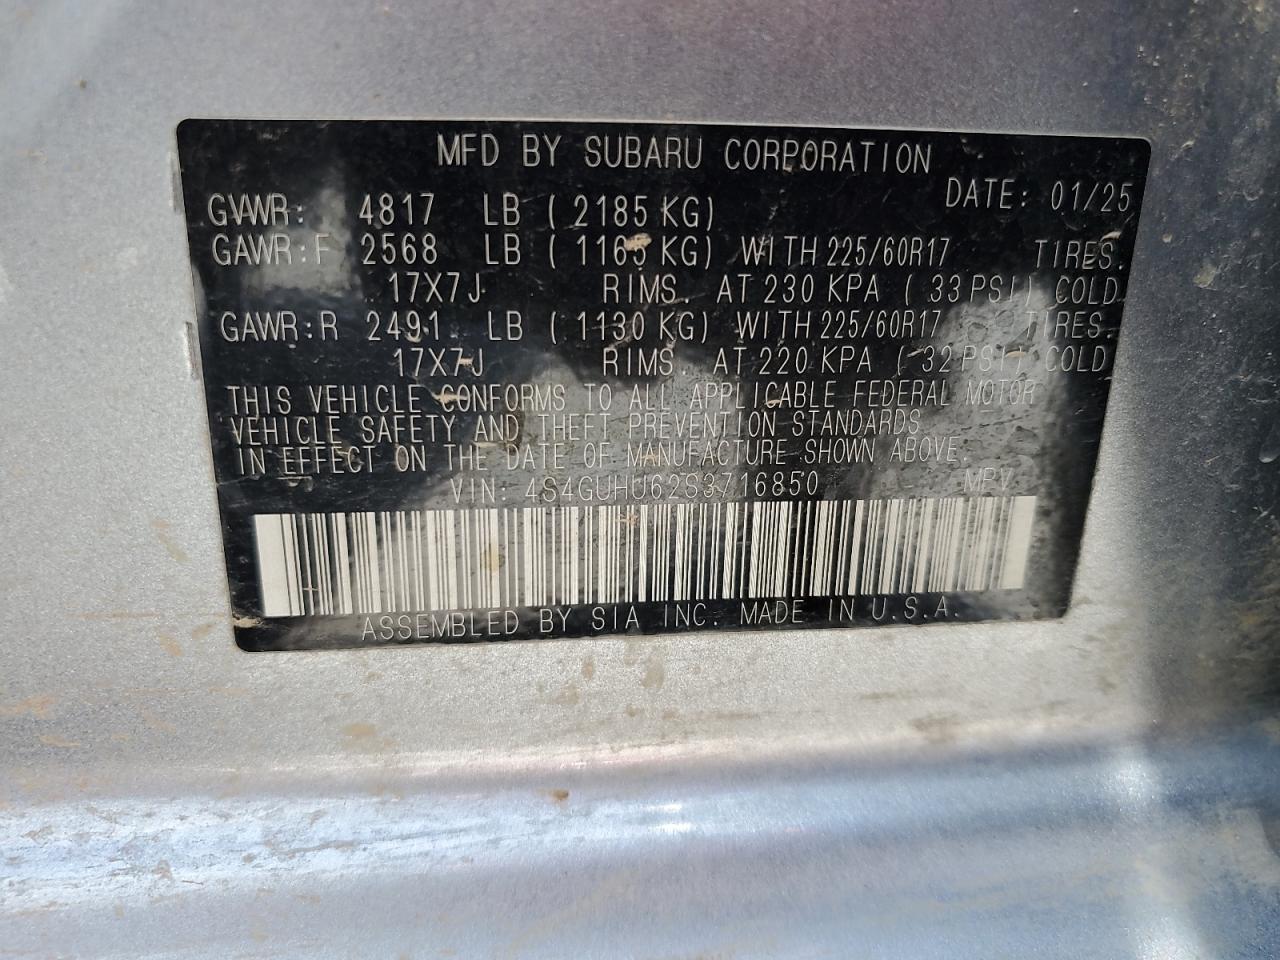 MFD BY SUBARU CORPORATION
DATE: 01/25
GVWR: 4817 LB ( 2185 KG)
GAWR:F 2568 LB ( 1165 KG) WITH 225/60R17 TIRES.
17X7J RIMS. AT 230 KPA ( 33 PSI) COLD
GAWR:R 2491 LB ( 1130 KG) WITH 225/60R17 TIRES.
17X7J RIMS. AT 220 KPA ( 32 PSI) COLD
THIS VEHICLE CONFORMS TO ALL APPLICABLE FEDERAL MOTOR
VEHICLE SAFETY AND THEFT PREVENTION STANDARDS
IN EFFECT ON THE DATE OF MANUFACTURE SHOWN ABOVE.
VIN: 4S4GUHU62S3716850 MPV
ASSEMBLED BY SIA INC. MADE IN U.S.A.